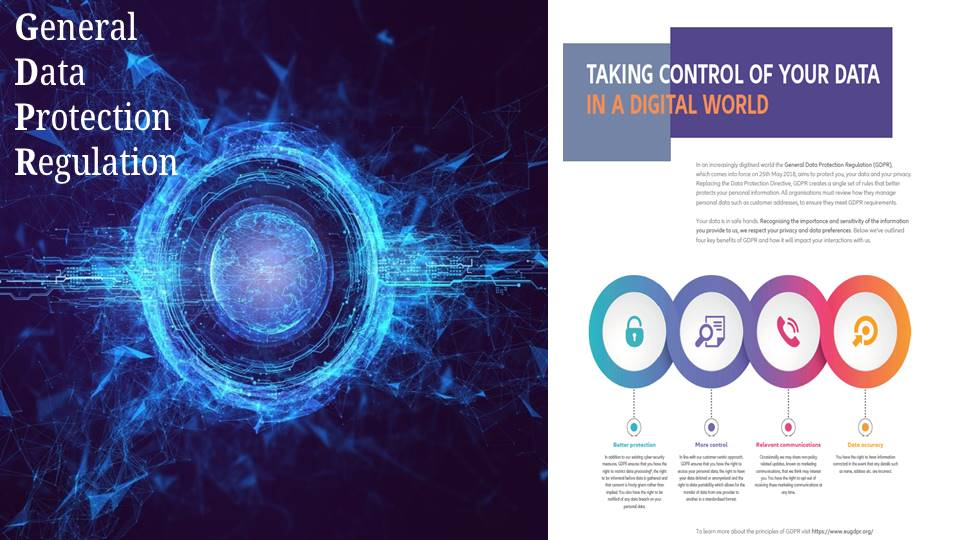 General
Data
Protection
Regulation
TAKING CONTROL OF YOUR DATA
IN A DIGITAL WORLD
In an increasingly digitised world the General Data Protection Regulation (GDPR),
which comes into force on 25th May 2018, aims to protect you, your data and your privacy.
Replacing the Data Protection Directive, GDPR creates a single set of rules that better
protects your personal information. All organisations must review how they manage
personal data such as customer addresses, to ensure they meet GDPR requirements.
Your data is in safe hands. Recognising the importance and sensitivity of the information
you provide to us, we respect your privacy and data preferences. Below we've outlined
four key benefits of GDPR and how it will impact your interactions with us.
Better protection
In addition to our existing cyber-security
measures, GDPR ensures that you have the
right to restrict data processing*, the right
to be informed before data is gathered and
that consent is freely given rather than
implied. You also have the right to be
notified of any data breach on your
personal data.
More control
In line with our customer centric approach,
GDPR ensures that you have the right to
access your personal data, the right to have
your data deleted or anonymised and the
right to data portability which allows for the
transfer of data from one provider to
another in a standardised format.
Relevant communications
Occasionally we may share non-policy
related updates, known as marketing
communications, that we think may interest
you. You have the right to opt-out of
receiving these marketing communications at
any time.
Data accuracy
You have the right to have information
corrected in the event that any details such
as name, address etc. are incorrect.
To learn more about the principles of GDPR visit https://www.eugdpr.org/